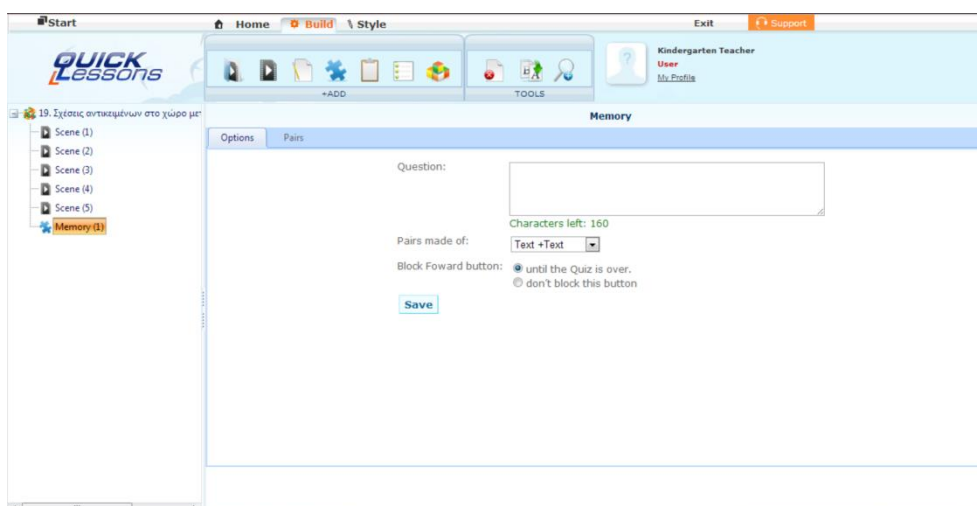 Start
Home Build Style
Exit Support
QUICK
Lessons
+ADD
TOOLS
?
Kindergarten Teacher
User
My Profile
19. Σχέσεις αντικειμένων στο χώρο με
Scene (1)
Scene (2)
Scene (3)
Scene (4)
Scene (5)
Memory (1)
Memory
Options Pairs
Question:
Characters left: 160
Pairs made of: Text +Text
Block Foward button: until the Quiz is over.
don't block this button
Save